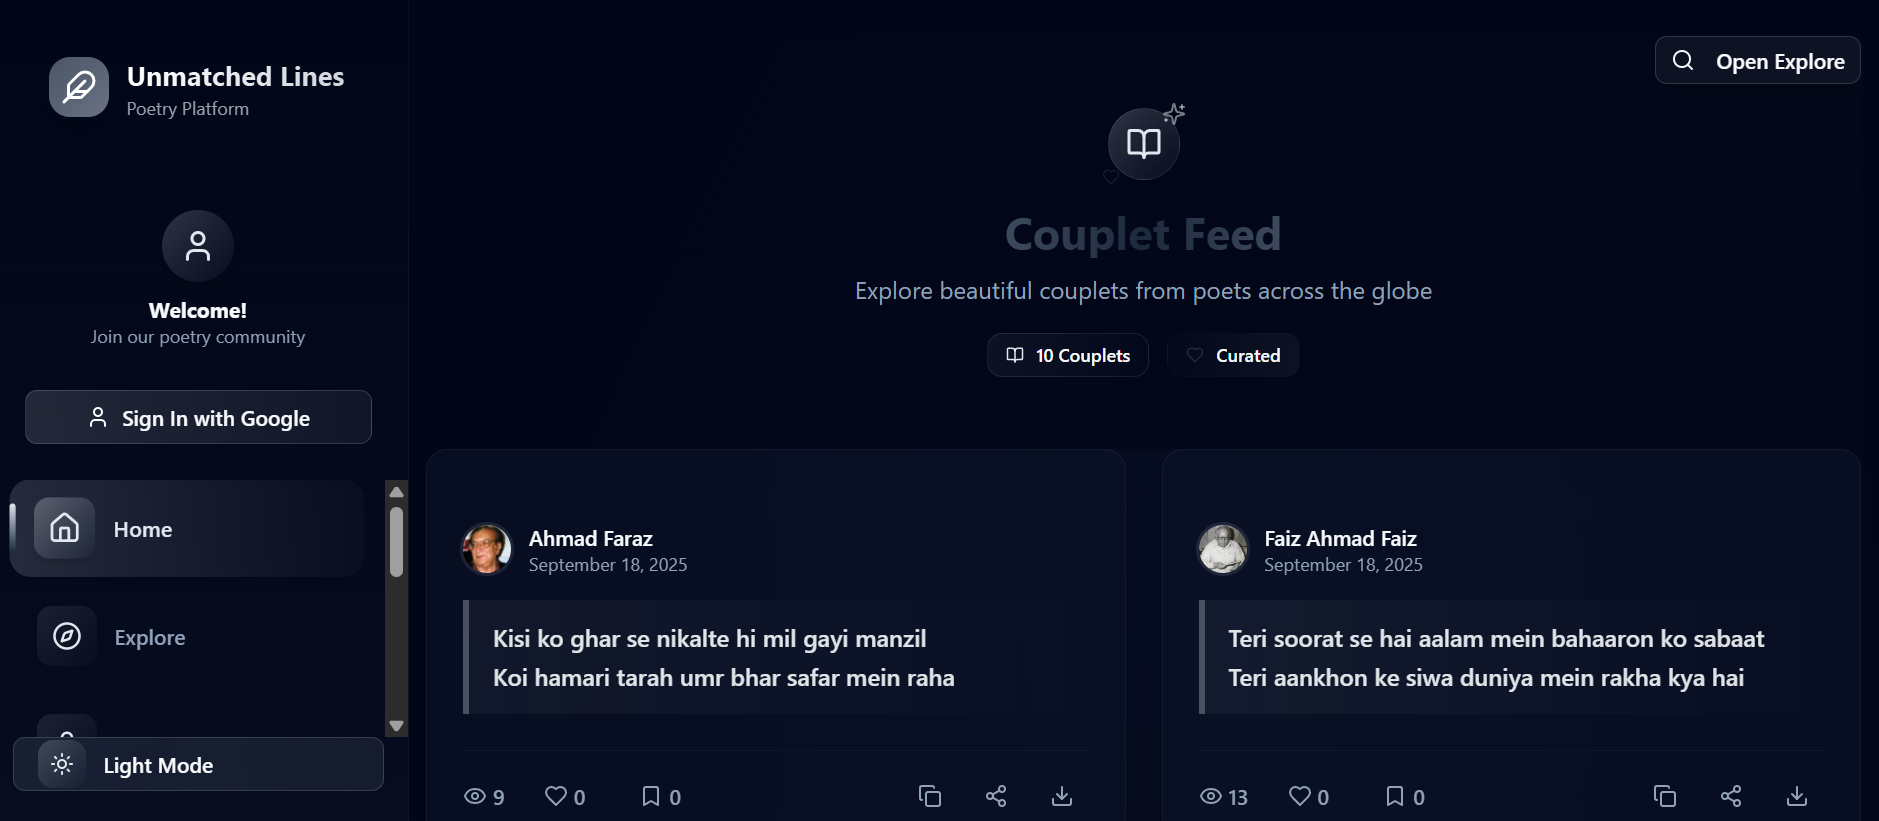 Unmatched Lines
Poetry Platform
Welcome!
Join our poetry community
Sign In with Google
Home
Explore
Light Mode
Open Explore
Couplet Feed
Explore beautiful couplets from poets across the globe
10 Couplets
Curated
Ahmad Faraz
September 18, 2025
Kisi ko ghar se nikalte hi mil gayi manzil
Koi hamari tarah umr bhar safar mein raha
9 0 0
Faiz Ahmad Faiz
September 18, 2025
Teri soorat se hai aalam mein bahaaron ko sabaat
Teri aankhon ke siwa duniya mein rakha kya hai
13 0 0